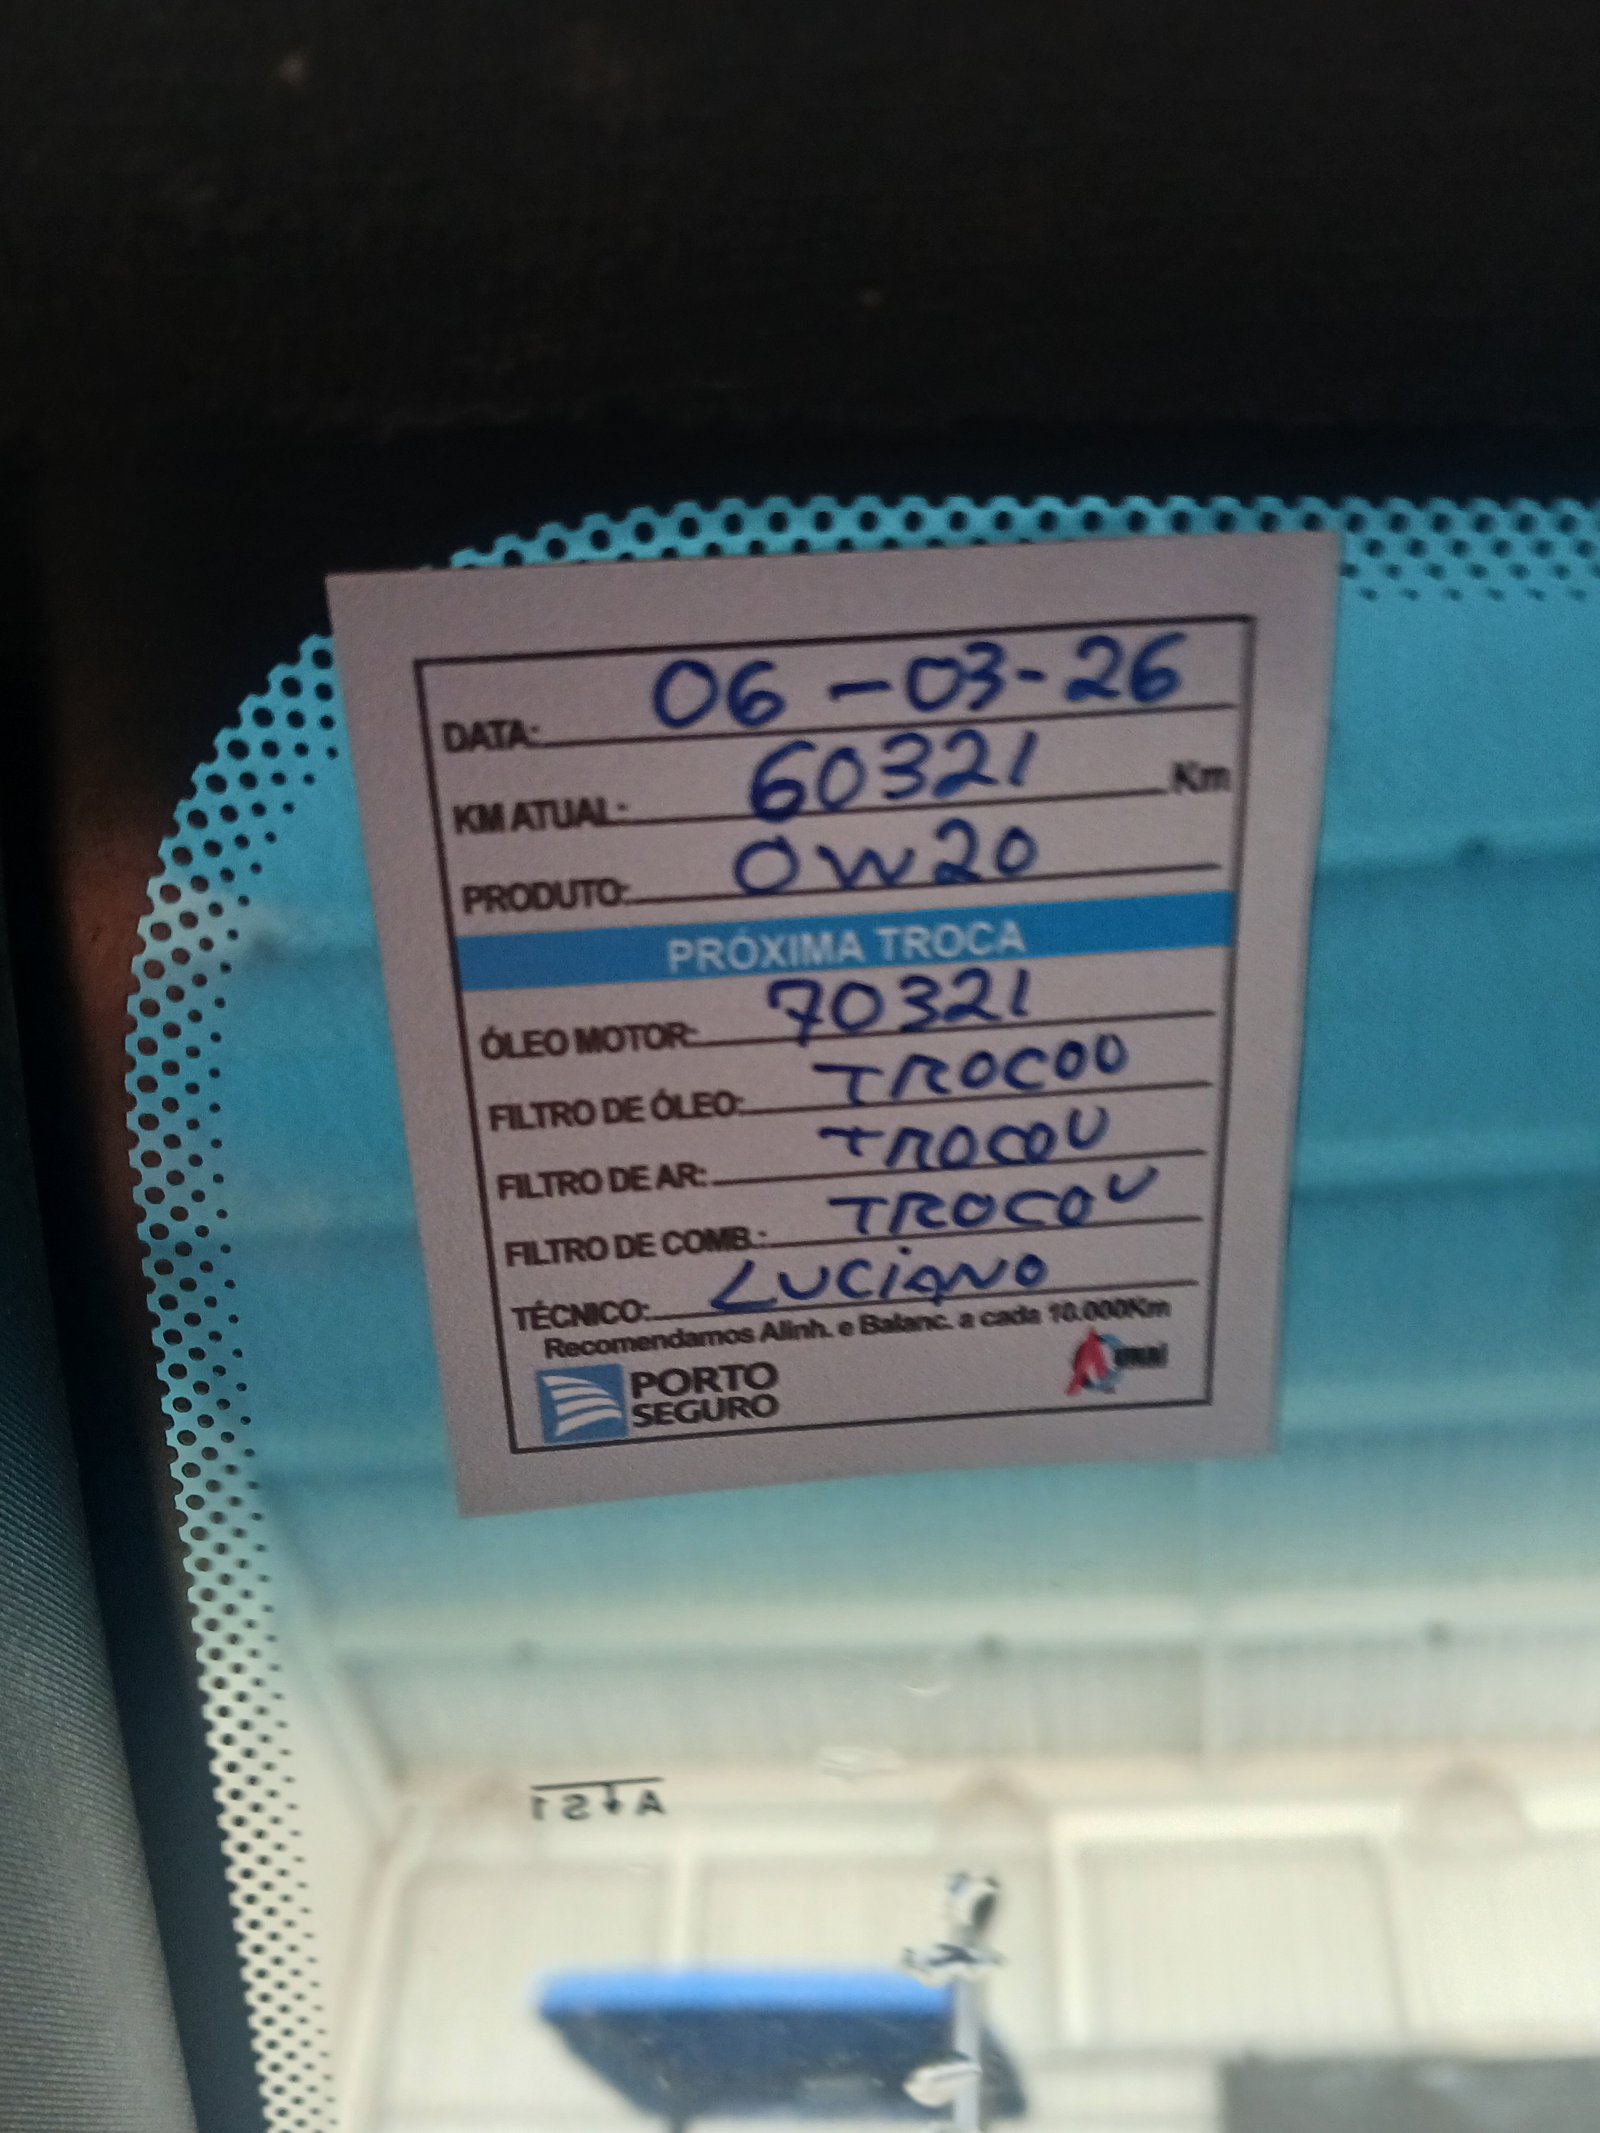 DATA: 06-03-26
KM ATUAL: 60321 Km
PRODUTO: 0W20
PRÓXIMA TROCA
ÓLEO MOTOR: 70321
FILTRO DE ÓLEO: TROCOU
FILTRO DE AR: TROCOU
FILTRO DE COMB.: TROCOU
TÉCNICO: LUCIANO
Recomendamos Alinh. e Balanc. a cada 10.000Km
PORTO
SEGURO
A↓S1